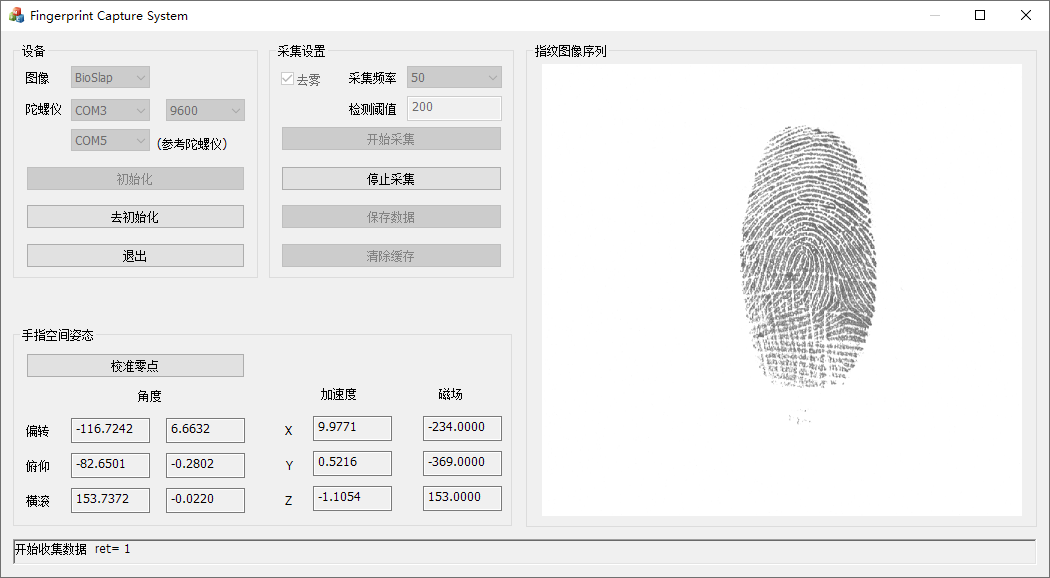 Fingerprint Capture System
设备
图像 BioSlap
陀螺仪 COM3 9600
COM5 (参考陀螺仪)
初始化
去初始化
退出
采集设置
去雾 采集频率 50
检测阈值 200
开始采集
停止采集
保存数据
清除缓存
指纹图像序列
手指空间姿态
校准零点
角度 加速度 磁场
偏转 -116.7242 6.6632 X 9.9771 -234.0000
俯仰 -82.6501 -0.2802 Y 0.5216 -369.0000
横滚 153.7372 -0.0220 Z -1.1054 153.0000
开始收集数据 ret= 1